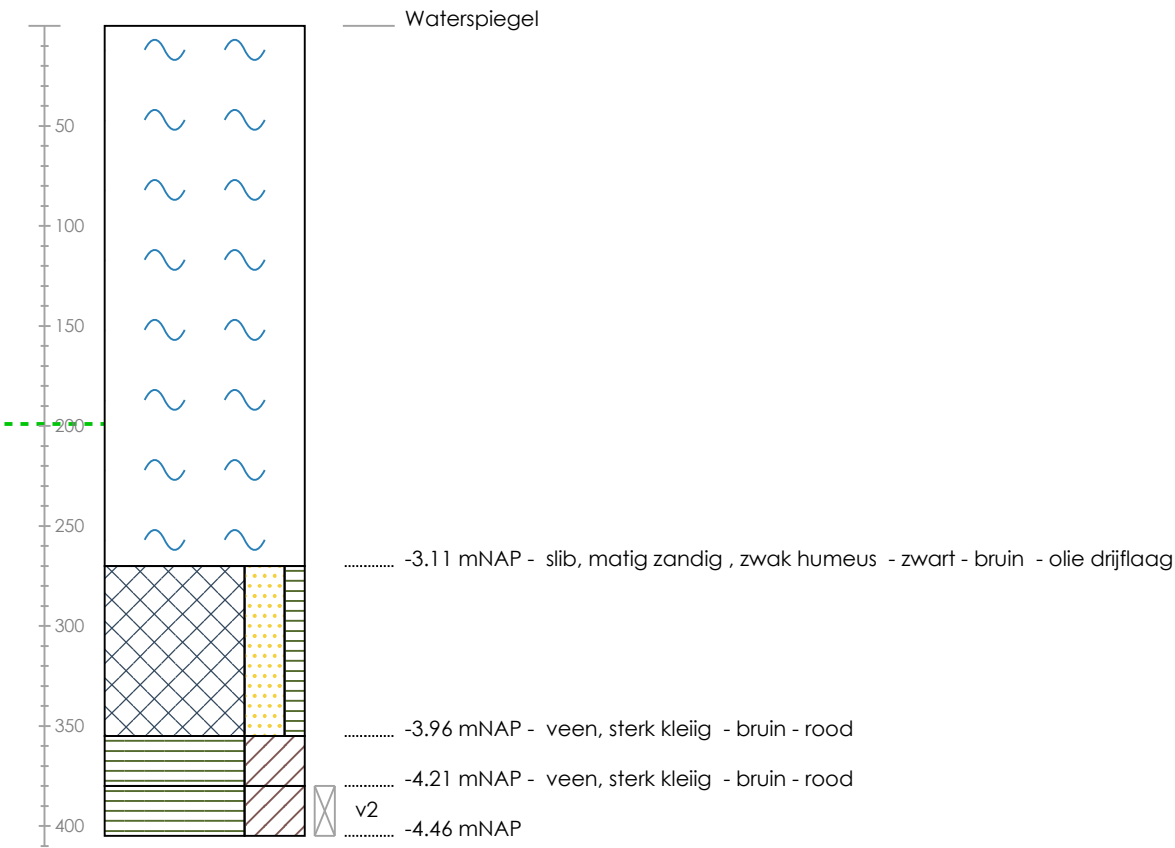 Waterspiegel
50
100
150
200
250
-3.11 mNAP - slib, matig zandig , zwak humeus - zwart - bruin - olie drijflaag
300
350
-3.96 mNAP - veen, sterk kleiig - bruin - rood
-4.21 mNAP - veen, sterk kleiig - bruin - rood
v2
400
-4.46 mNAP